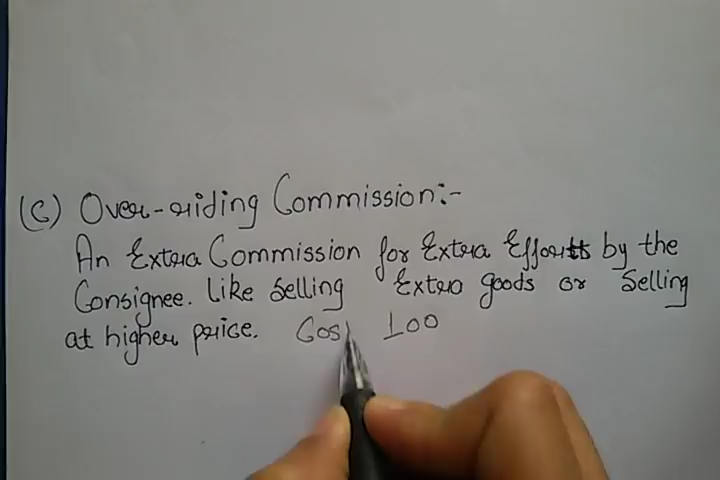 (C) Over-riding Commission:-
An Extra Commission for Extra Efforts by the
Consignee. Like Selling Extra goods or Selling
at higher price. Cos 100